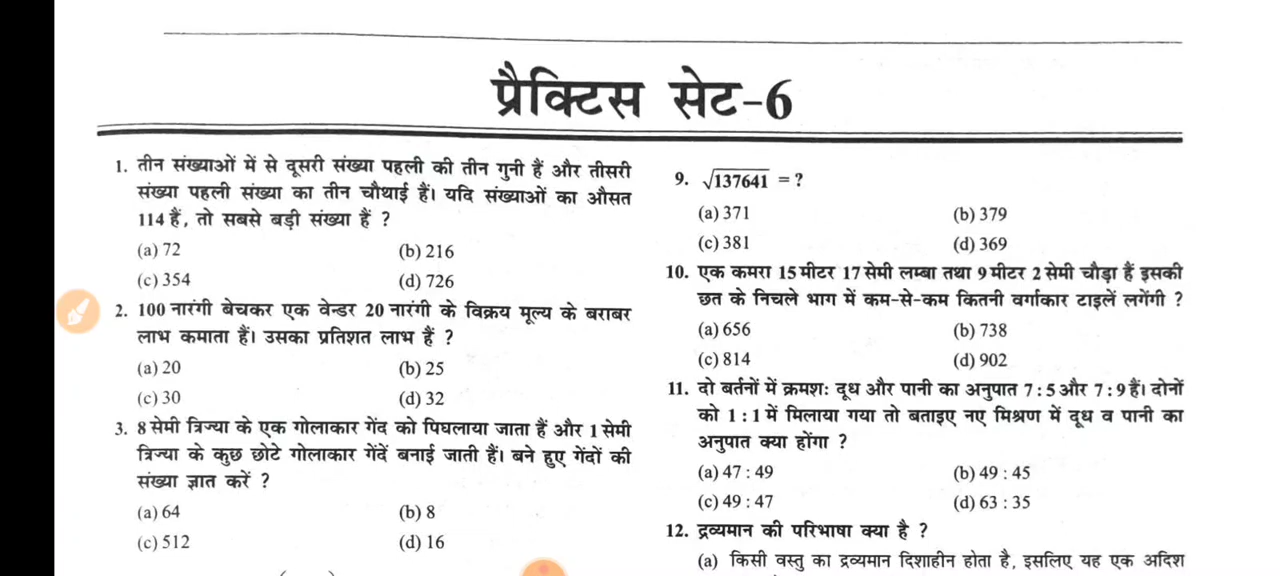 प्रैक्टिस सेट-6
1. तीन संख्याओं में से दूसरी संख्या पहली की तीन गुनी हैं और तीसरी
संख्या पहली संख्या का तीन चौथाई हैं। यदि संख्याओं का औसत
114 हैं, तो सबसे बड़ी संख्या हैं ?
(a) 72 (b) 216
(c) 354 (d) 726
2. 100 नारंगी बेचकर एक वेन्डर 20 नारंगी के विक्रय मूल्य के बराबर
लाभ कमाता हैं। उसका प्रतिशत लाभ हैं ?
(a) 20 (b) 25
(c) 30 (d) 32
3. 8 सेमी त्रिज्या के एक गोलाकार गेंद को पिघलाया जाता हैं और 1 सेमी
त्रिज्या के कुछ छोटे गोलाकार गेंदें बनाई जाती हैं। बने हुए गेंदों की
संख्या ज्ञात करें ?
(a) 64 (b) 8
(c) 512 (d) 16
9. √137641 = ?
(a) 371 (b) 379
(c) 381 (d) 369
10. एक कमरा 15 मीटर 17 सेमी लम्बा तथा 9 मीटर 2 सेमी चौड़ा हैं इसकी
छत के निचले भाग में कम-से-कम कितनी वर्गाकार टाइलें लगेंगी ?
(a) 656 (b) 738
(c) 814 (d) 902
11. दो बर्तनों में क्रमशः दूध और पानी का अनुपात 7 : 5 और 7 : 9 हैं। दोनों
को 1 : 1 में मिलाया गया तो बताइए नए मिश्रण में दूध व पानी का
अनुपात क्या होंगा ?
(a) 47 : 49 (b) 49 : 45
(c) 49 : 47 (d) 63 : 35
12. द्रव्यमान की परिभाषा क्या है ?
(a) किसी वस्तु का द्रव्यमान दिशाहीन होता है, इसलिए यह एक अदिश